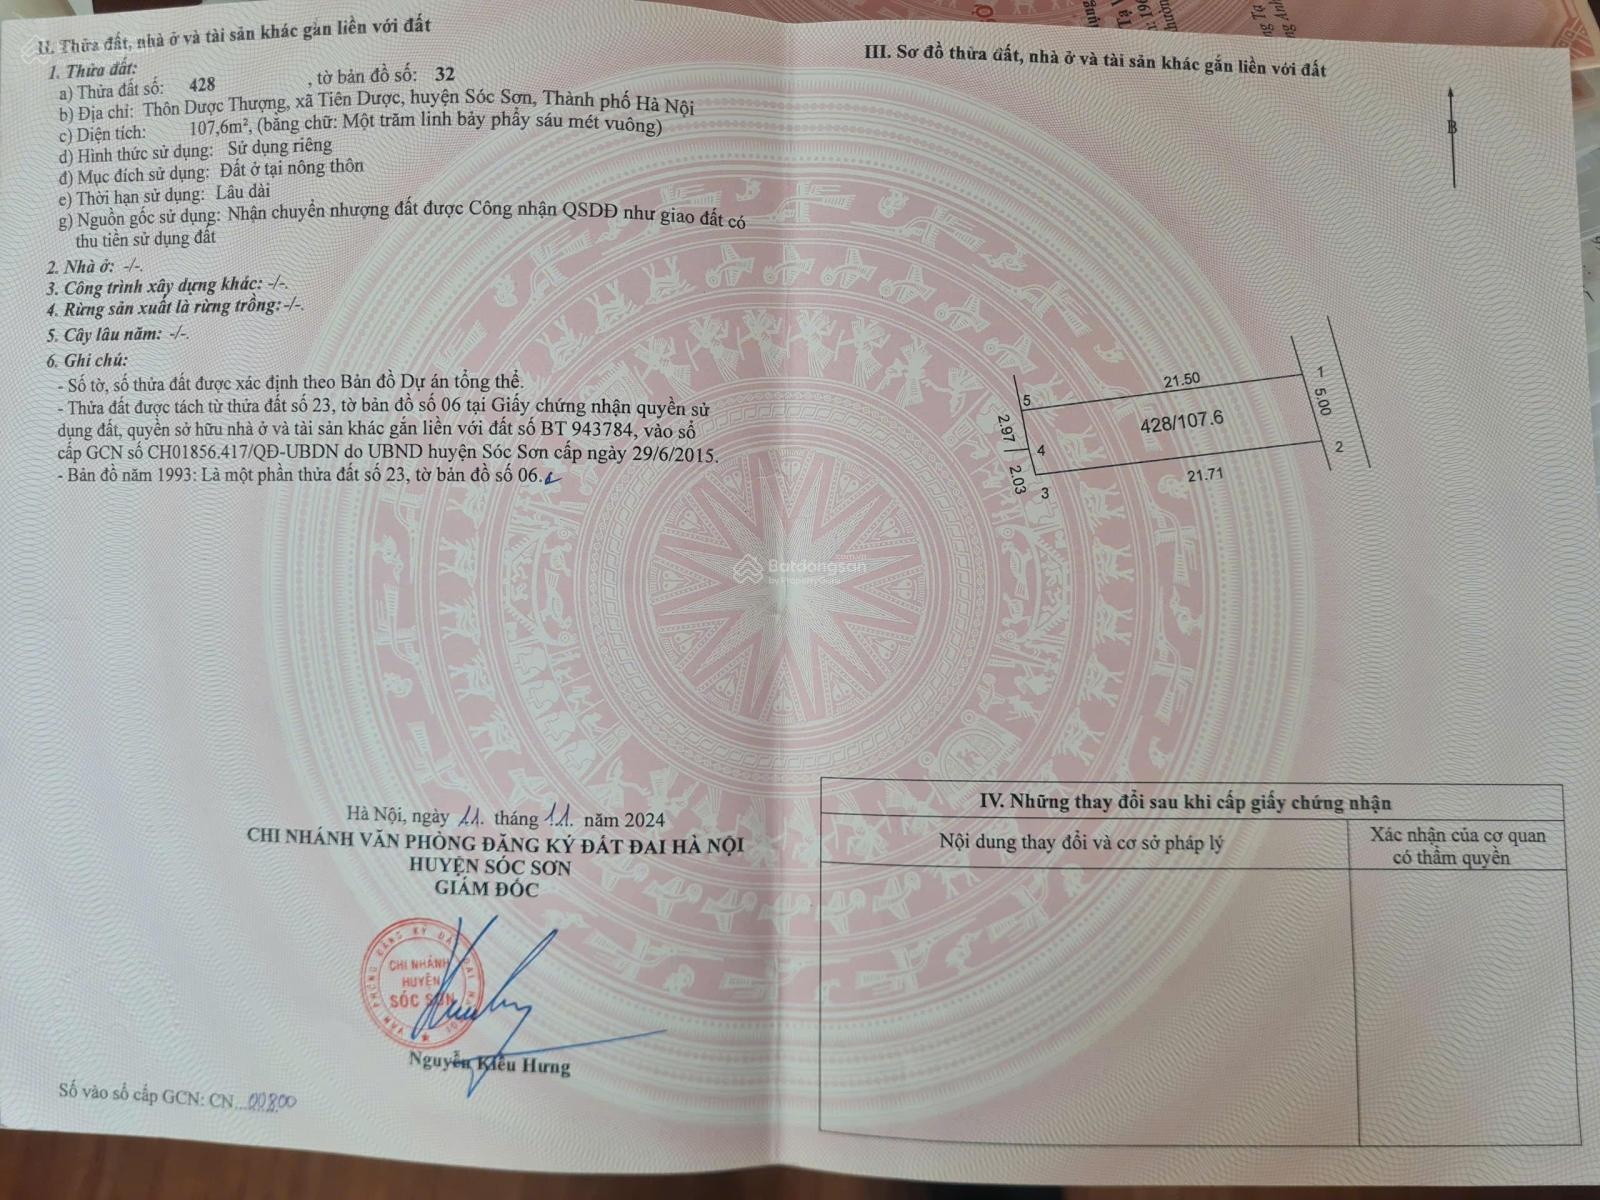 II. Thửa đất, nhà ở và tài sản khác gắn liền với đất
1. Thửa đất:
a) Thửa đất số: 428 , tờ bản đồ số: 32
b) Địa chỉ: Thôn Dược Thượng, xã Tiên Dược, huyện Sóc Sơn, Thành phố Hà Nội
c) Diện tích: 107,6m², (bằng chữ: Một trăm linh bảy phẩy sáu mét vuông)
d) Hình thức sử dụng: Sử dụng riêng
đ) Mục đích sử dụng: Đất ở tại nông thôn
e) Thời hạn sử dụng: Lâu dài
g) Nguồn gốc sử dụng: Nhận chuyển nhượng đất được Công nhận QSDĐ như giao đất có
thu tiền sử dụng đất
2. Nhà ở: -/-.
3. Công trình xây dựng khác: -/-.
4. Rừng sản xuất là rừng trồng: -/-.
5. Cây lâu năm: -/-.
6. Ghi chú:
- Số tờ, số thửa đất được xác định theo Bản đồ Dự án tổng thể.
- Thửa đất được tách từ thửa đất số 23, tờ bản đồ số 06 tại Giấy chứng nhận quyền sử
dụng đất, quyền sở hữu nhà ở và tài sản khác gắn liền với đất số BT 943784, vào sổ
cấp GCN số CH01856.417/QĐ-UBDN do UBND huyện Sóc Sơn cấp ngày 29/6/2015.
- Bản đồ năm 1993: Là một phần thửa đất số 23, tờ bản đồ số 06.
Hà Nội, ngày 11. tháng 11. năm 2024
CHI NHÁNH VĂN PHÒNG ĐĂNG KÝ ĐẤT ĐAI HÀ NỘI
HUYỆN SÓC SƠN
GIÁM ĐỐC
VĂN PHÒNG ĐĂNG KÝ ĐẤT ĐAI HÀ NỘI
CHI NHÁNH
HUYỆN
SÓC SƠN
Nguyễn Kiều Hưng
Số vào sổ cấp GCN: CN...00800
III. Sơ đồ thửa đất, nhà ở và tài sản khác gắn liền với đất
B
21.50
1
5.00
5
428/107.6
2.97
4
2
2.03
21.71
3
Batdongsan.com.vn
by PropertyGuru
IV. Những thay đổi sau khi cấp giấy chứng nhận
Nội dung thay đổi và cơ sở pháp lý
Xác nhận của cơ quan
có thẩm quyền